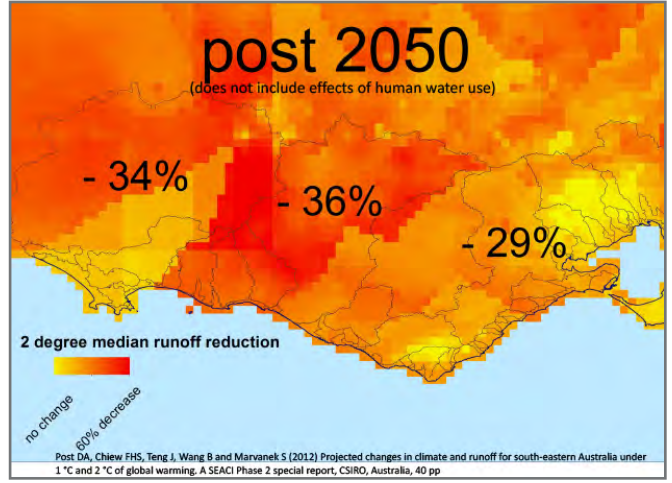 post 2050
(does not include effects of human water use)
- 34%
- 36%
- 29%
2 degree median runoff reduction
no change
60% decrease
Post DA, Chiew FHS, Teng J, Wang B and Marvanek S (2012) Projected changes in climate and runoff for south-eastern Australia under
1 °C and 2 °C of global warming. A SEACI Phase 2 special report, CSIRO, Australia, 40 pp